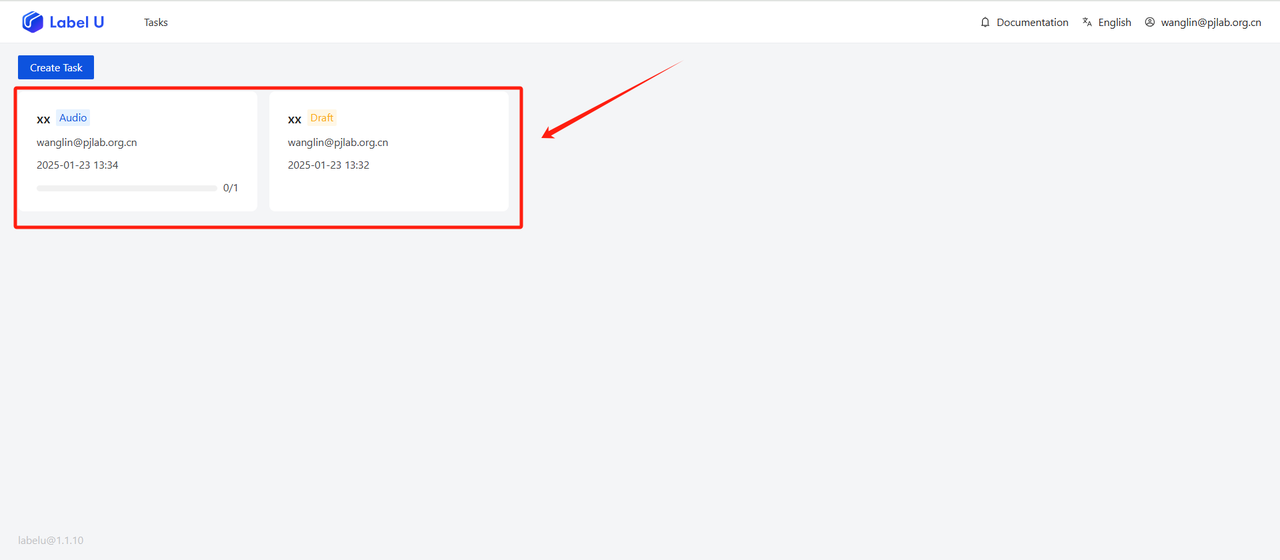 Label U Tasks Documentation English wanglin@pjlab.org.cn
Create Task
xx Audio
wanglin@pjlab.org.cn
2025-01-23 13:34
0/1
xx Draft
wanglin@pjlab.org.cn
2025-01-23 13:32
labelu@1.1.10